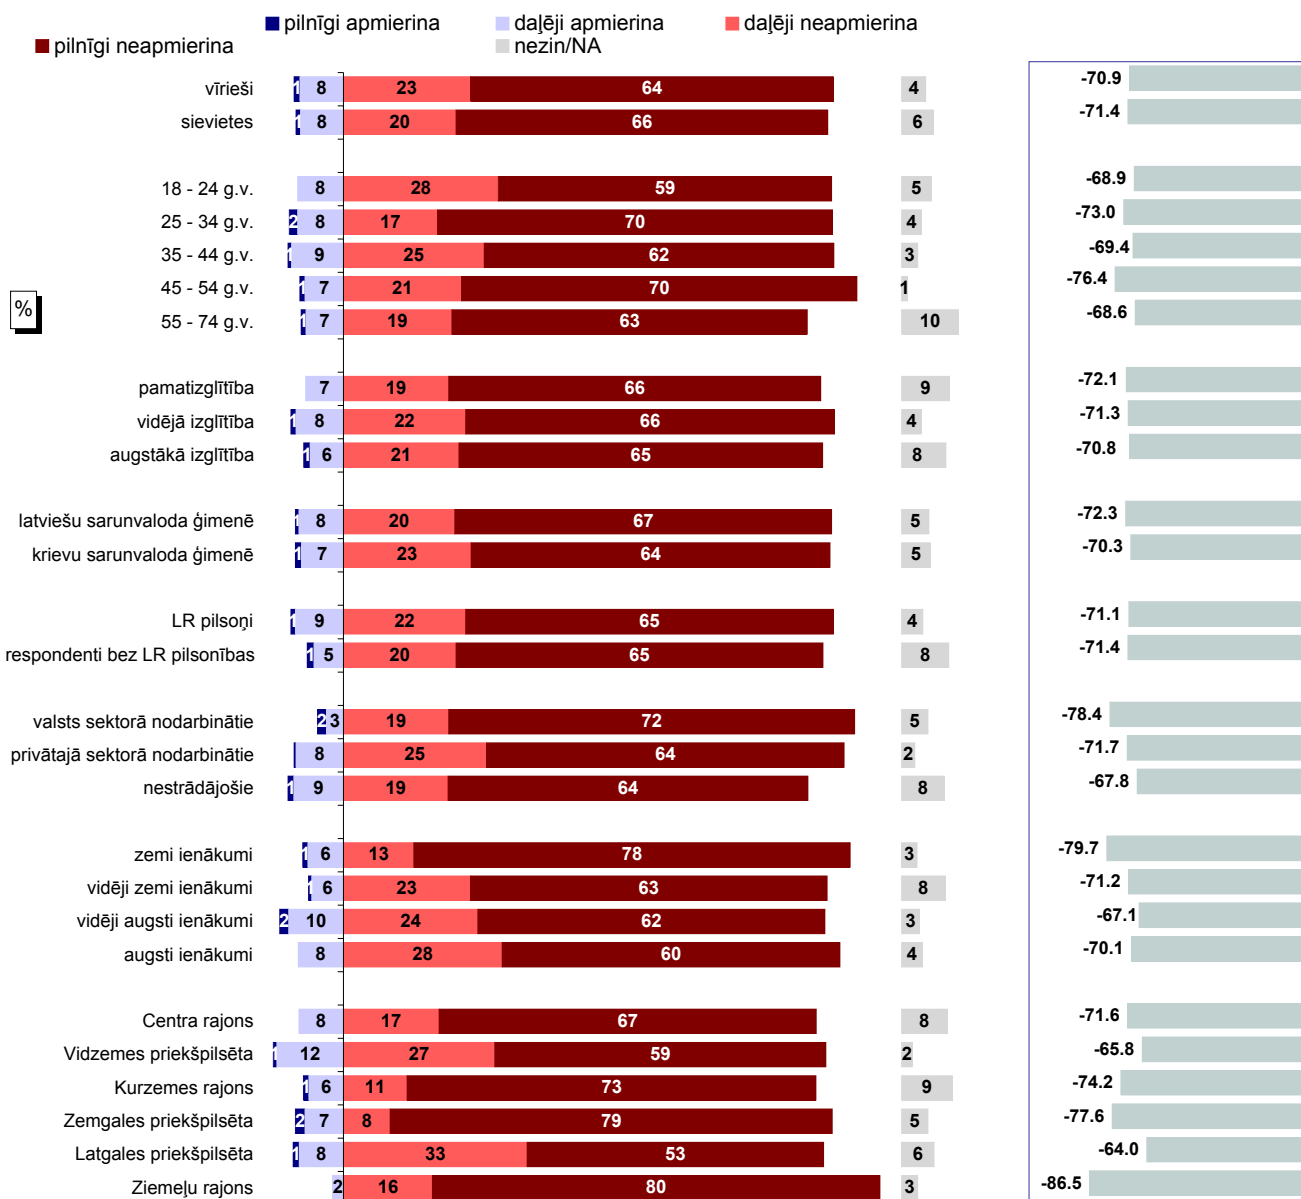 pilnīgi apmierina daļēji apmierina daļēji neapmierina
pilnīgi neapmierina nezin/NA
vīrieši 1 8 23 64 4 -70.9
sievietes 1 8 20 66 6 -71.4
18 - 24 g.v. 8 28 59 5 -68.9
25 - 34 g.v. 2 8 17 70 4 -73.0
35 - 44 g.v. 1 9 25 62 3 -69.4
45 - 54 g.v. 1 7 21 70 1 -76.4
%
55 - 74 g.v. 1 7 19 63 10 -68.6
pamatizglītība 7 19 66 9 -72.1
vidējā izglītība 1 8 22 66 4 -71.3
augstākā izglītība 1 6 21 65 8 -70.8
latviešu sarunvaloda ģimenē 1 8 20 67 5 -72.3
krievu sarunvaloda ģimenē 1 7 23 64 5 -70.3
LR pilsoņi 1 9 22 65 4 -71.1
respondenti bez LR pilsonības 1 5 20 65 8 -71.4
valsts sektorā nodarbinātie 2 3 19 72 5 -78.4
privātajā sektorā nodarbinātie 8 25 64 2 -71.7
nestrādājošie 1 9 19 64 8 -67.8
zemi ienākumi 1 6 13 78 3 -79.7
vidēji zemi ienākumi 1 6 23 63 8 -71.2
vidēji augsti ienākumi 2 10 24 62 3 -67.1
augsti ienākumi 8 28 60 4 -70.1
Centra rajons 8 17 67 8 -71.6
Vidzemes priekšpilsēta 1 12 27 59 2 -65.8
Kurzemes rajons 1 6 11 73 9 -74.2
Zemgales priekšpilsēta 2 7 8 79 5 -77.6
Latgales priekšpilsēta 1 8 33 53 6 -64.0
Ziemeļu rajons 2 16 80 3 -86.5